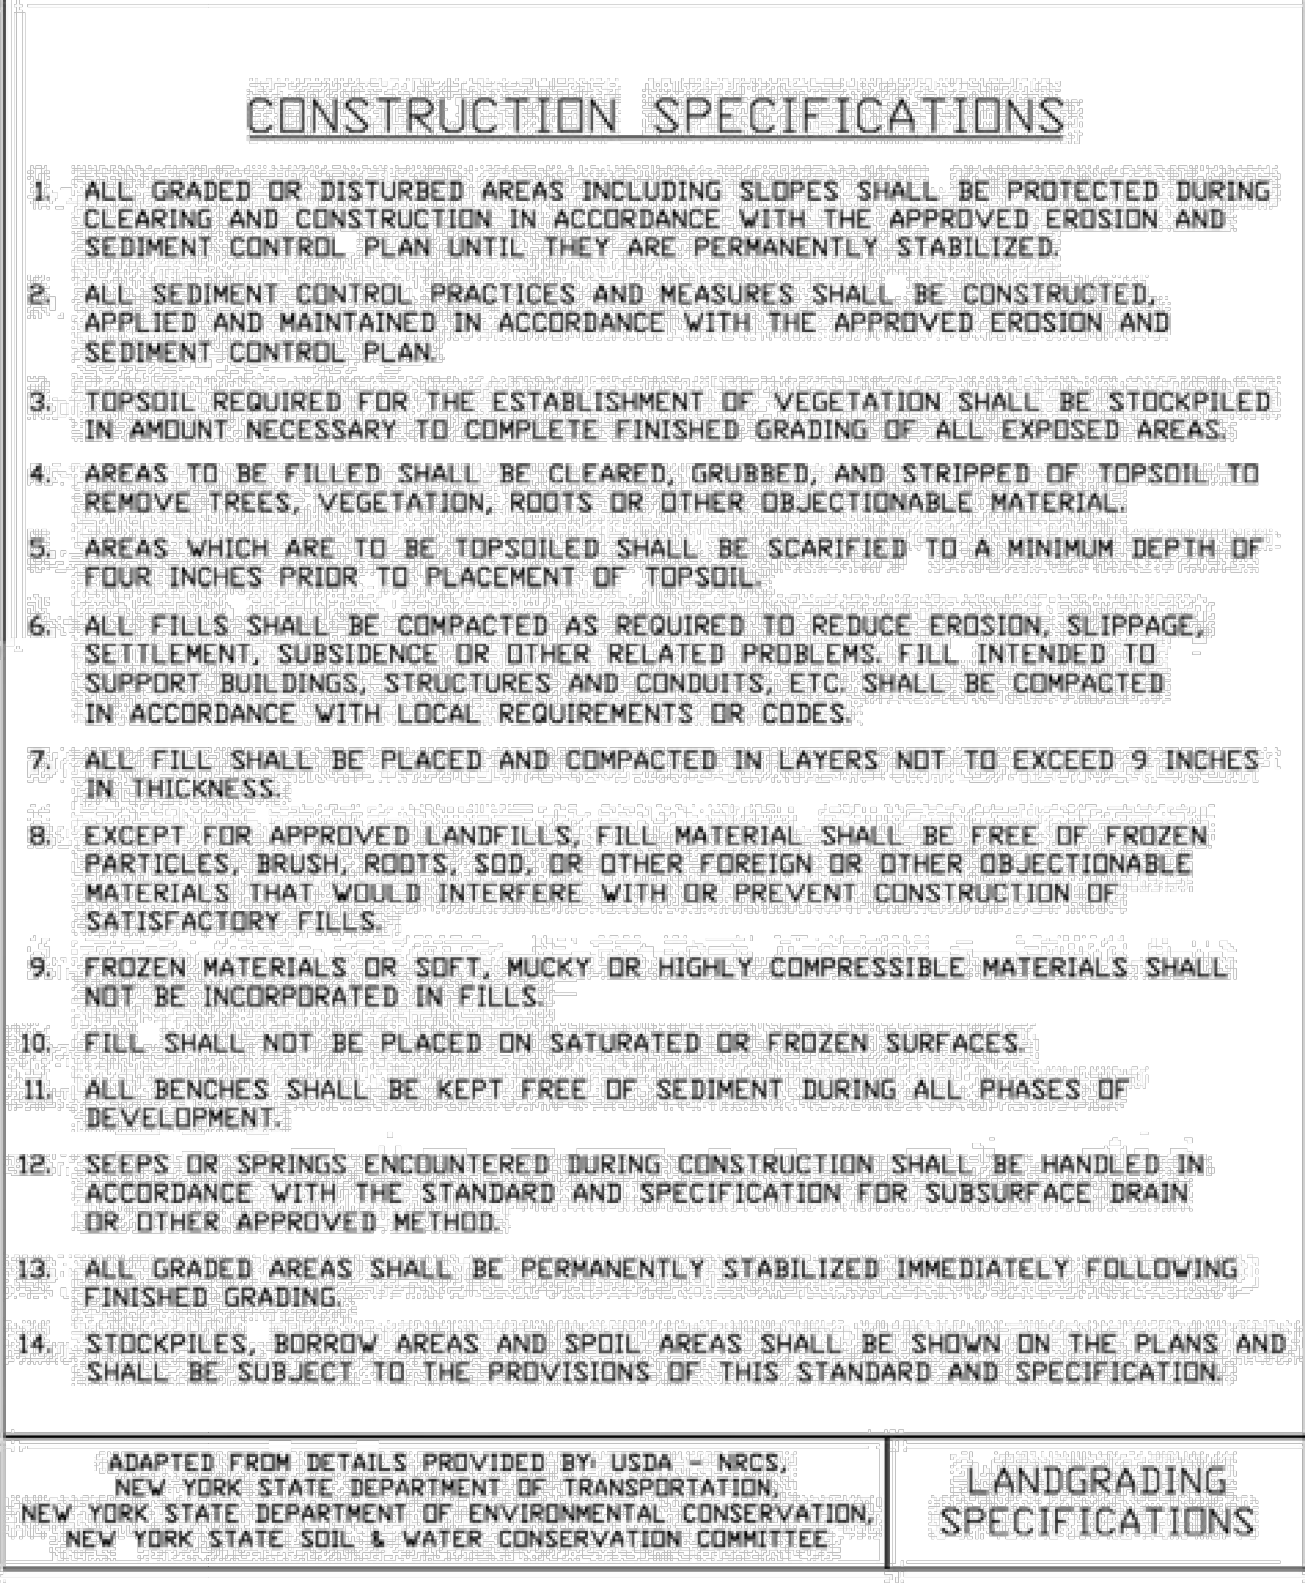 CONSTRUCTION SPECIFICATIONS
1. ALL GRADED OR DISTURBED AREAS INCLUDING SLOPES SHALL BE PROTECTED DURING
CLEARING AND CONSTRUCTION IN ACCORDANCE WITH THE APPROVED EROSION AND
SEDIMENT CONTROL PLAN UNTIL THEY ARE PERMANENTLY STABILIZED.
2. ALL SEDIMENT CONTROL PRACTICES AND MEASURES SHALL BE CONSTRUCTED,
APPLIED AND MAINTAINED IN ACCORDANCE WITH THE APPROVED EROSION AND
SEDIMENT CONTROL PLAN.
3. TOPSOIL REQUIRED FOR THE ESTABLISHMENT OF VEGETATION SHALL BE STOCKPILED
IN AMOUNT NECESSARY TO COMPLETE FINISHED GRADING OF ALL EXPOSED AREAS.
4. AREAS TO BE FILLED SHALL BE CLEARED, GRUBBED, AND STRIPPED OF TOPSOIL TO
REMOVE TREES, VEGETATION, ROOTS OR OTHER OBJECTIONABLE MATERIAL.
5. AREAS WHICH ARE TO BE TOPSOILED SHALL BE SCARIFIED TO A MINIMUM DEPTH OF
FOUR INCHES PRIOR TO PLACEMENT OF TOPSOIL.
6. ALL FILLS SHALL BE COMPACTED AS REQUIRED TO REDUCE EROSION, SLIPPAGE,
SETTLEMENT, SUBSIDENCE OR OTHER RELATED PROBLEMS. FILL INTENDED TO
SUPPORT BUILDINGS, STRUCTURES AND CONDUITS, ETC. SHALL BE COMPACTED
IN ACCORDANCE WITH LOCAL REQUIREMENTS OR CODES.
7. ALL FILL SHALL BE PLACED AND COMPACTED IN LAYERS NOT TO EXCEED 9 INCHES
IN THICKNESS.
8. EXCEPT FOR APPROVED LANDFILLS, FILL MATERIAL SHALL BE FREE OF FROZEN
PARTICLES, BRUSH, ROOTS, SOD, OR OTHER FOREIGN OR OTHER OBJECTIONABLE
MATERIALS THAT WOULD INTERFERE WITH OR PREVENT CONSTRUCTION OF
SATISFACTORY FILLS.
9. FROZEN MATERIALS OR SOFT, MUCKY OR HIGHLY COMPRESSIBLE MATERIALS SHALL
NOT BE INCORPORATED IN FILLS.
10. FILL SHALL NOT BE PLACED ON SATURATED OR FROZEN SURFACES.
11. ALL BENCHES SHALL BE KEPT FREE OF SEDIMENT DURING ALL PHASES OF
DEVELOPMENT.
12. SEEPS OR SPRINGS ENCOUNTERED DURING CONSTRUCTION SHALL BE HANDLED IN
ACCORDANCE WITH THE STANDARD AND SPECIFICATION FOR SUBSURFACE DRAIN
OR OTHER APPROVED METHOD.
13. ALL GRADED AREAS SHALL BE PERMANENTLY STABILIZED IMMEDIATELY FOLLOWING
FINISHED GRADING.
14. STOCKPILES, BORROW AREAS AND SPOIL AREAS SHALL BE SHOWN ON THE PLANS AND
SHALL BE SUBJECT TO THE PROVISIONS OF THIS STANDARD AND SPECIFICATION.
ADAPTED FROM DETAILS PROVIDED BY: USDA - NRCS,
NEW YORK STATE DEPARTMENT OF TRANSPORTATION,
NEW YORK STATE DEPARTMENT OF ENVIRONMENTAL CONSERVATION,
NEW YORK STATE SOIL & WATER CONSERVATION COMMITTEE
LANDGRADING
SPECIFICATIONS